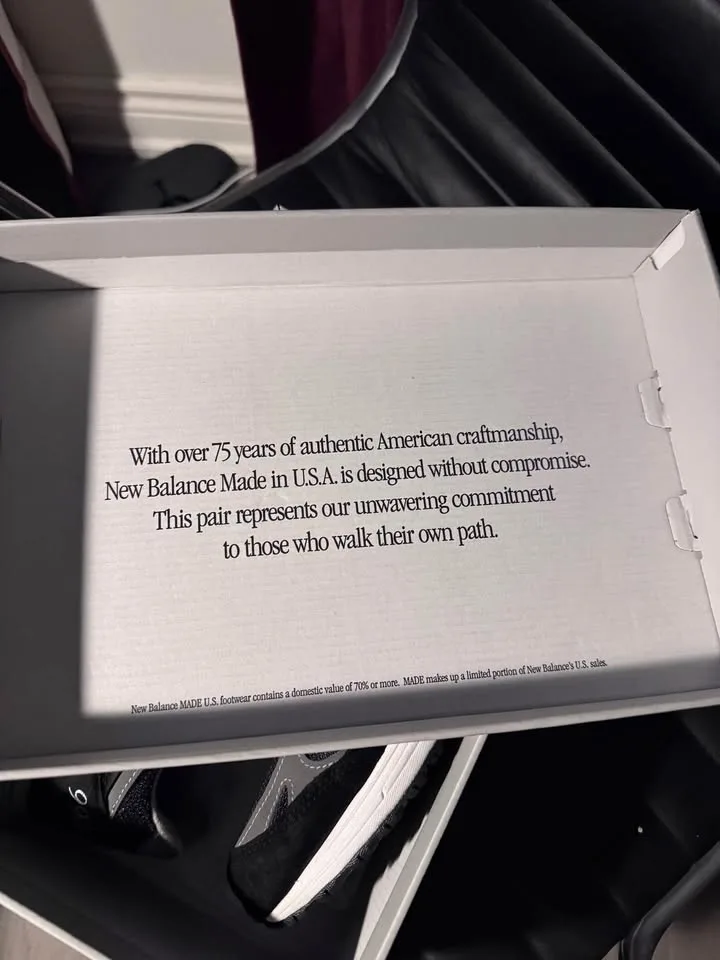 With over 75 years of authentic American craftmanship,
New Balance Made in U.S.A. is designed without compromise.
This pair represents our unwavering commitment
to those who walk their own path.
New Balance MADE U.S. footwear contains a domestic value of 70% or more. MADE makes up a limited portion of New Balance's U.S. sales.